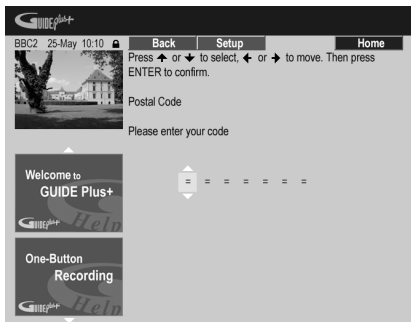 GUIDE Plus+
BBC2 25-May 10:10 Back Setup Home
Press ↑ or ↓ to select, ← or → to move. Then press
ENTER to confirm.
Postal Code
Please enter your code
= = = = = = =
Welcome to
GUIDE Plus+
GUIDE Plus+ Help
One-Button
Recording
GUIDE Plus+ Help